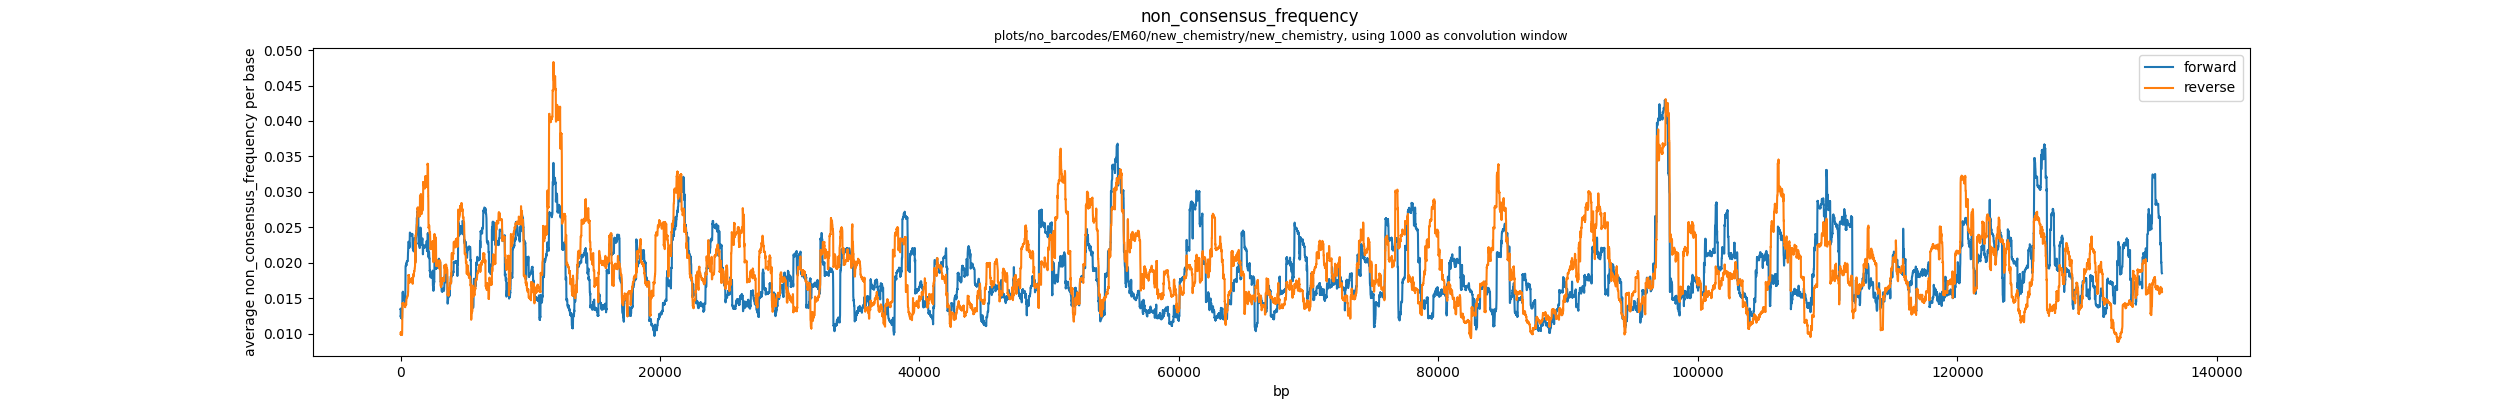 non_consensus_frequency
plots/no_barcodes/EM60/new_chemistry/new_chemistry, using 1000 as convolution window
average non_consensus_frequency per base
0.050
0.045
0.040
0.035
0.030
0.025
0.020
0.015
0.010
forward
reverse
0
20000
40000
60000
80000
100000
120000
140000
bp